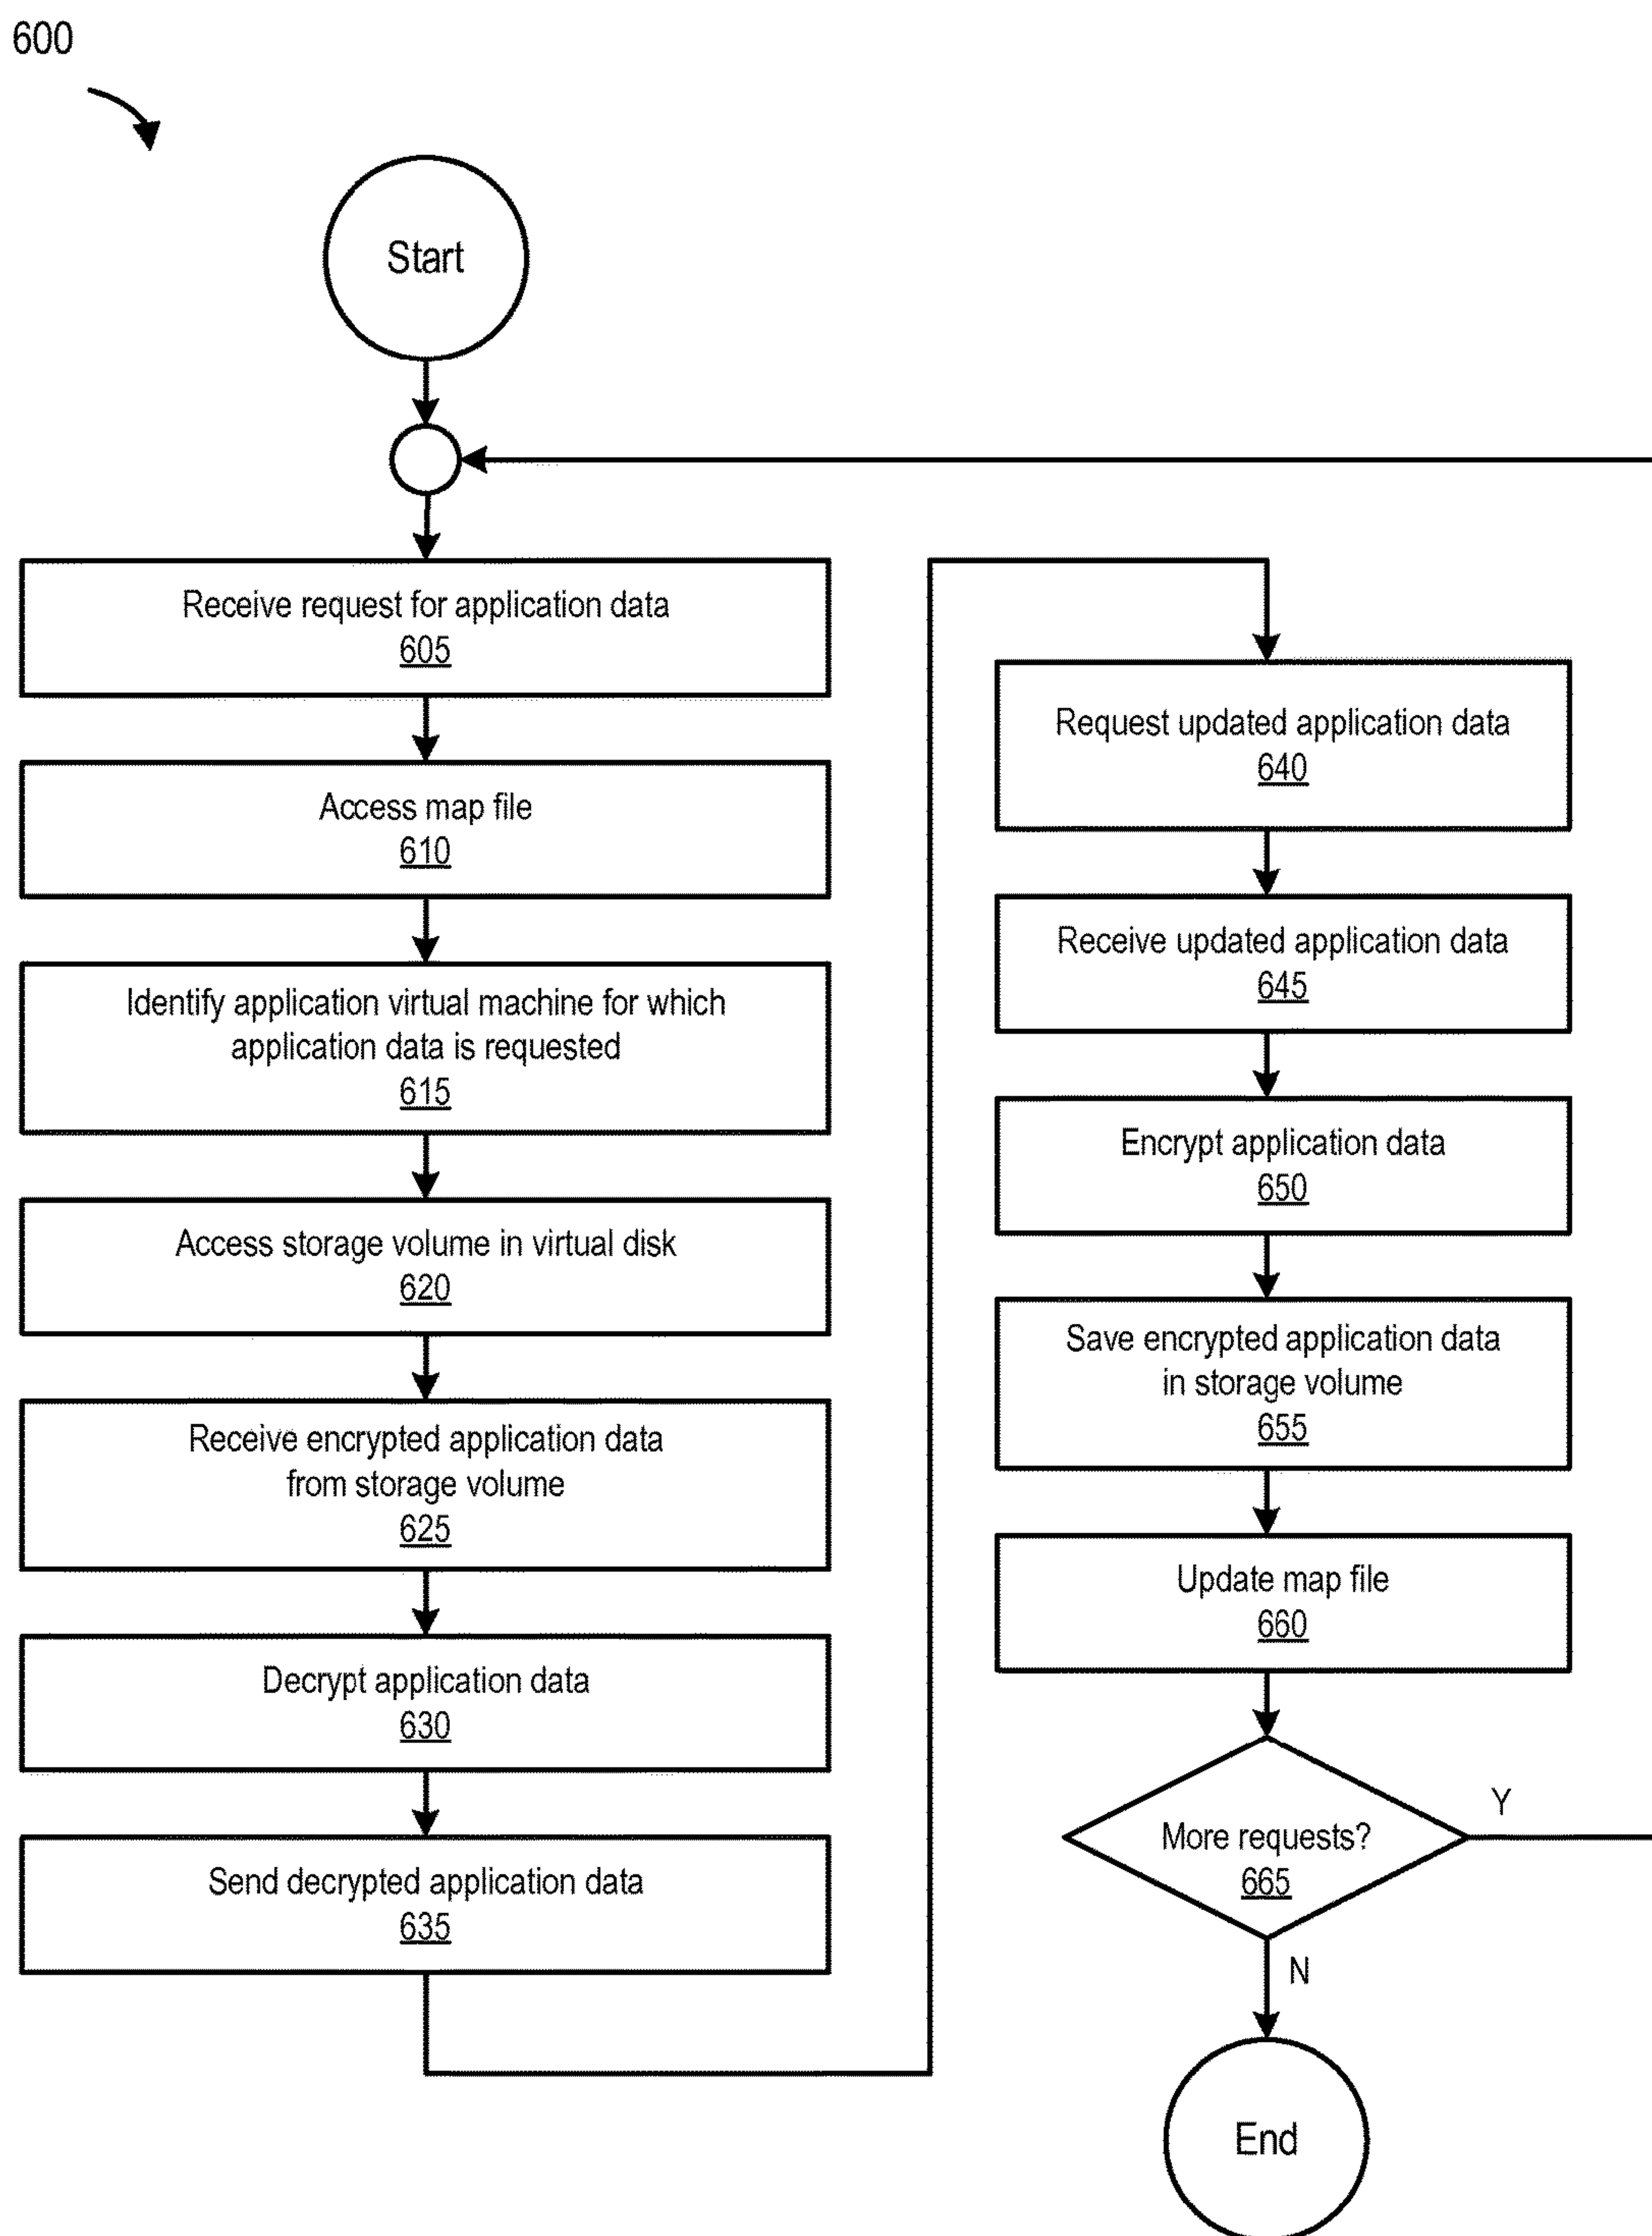 600
Start
Receive request for application data
605
Access map file
610
Identify application virtual machine for which
application data is requested
615
Access storage volume in virtual disk
620
Receive encrypted application data
from storage volume
625
Decrypt application data
630
Send decrypted application data
635
Request updated application data
640
Receive updated application data
645
Encrypt application data
650
Save encrypted application data
in storage volume
655
Update map file
660
More requests?
665
Y
N
End